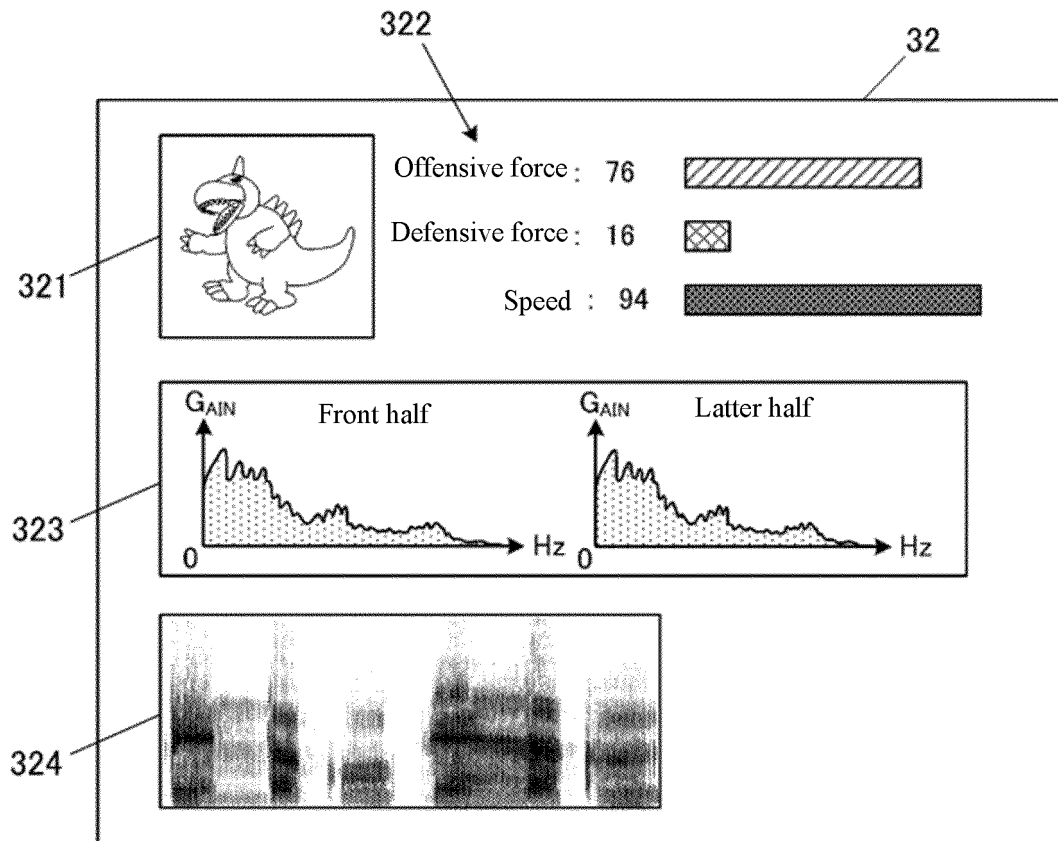 322
32
Offensive force : 76
Defensive force : 16
Speed : 94
321
GAIN Front half
GAIN Latter half
323
0 Hz
0 Hz
324